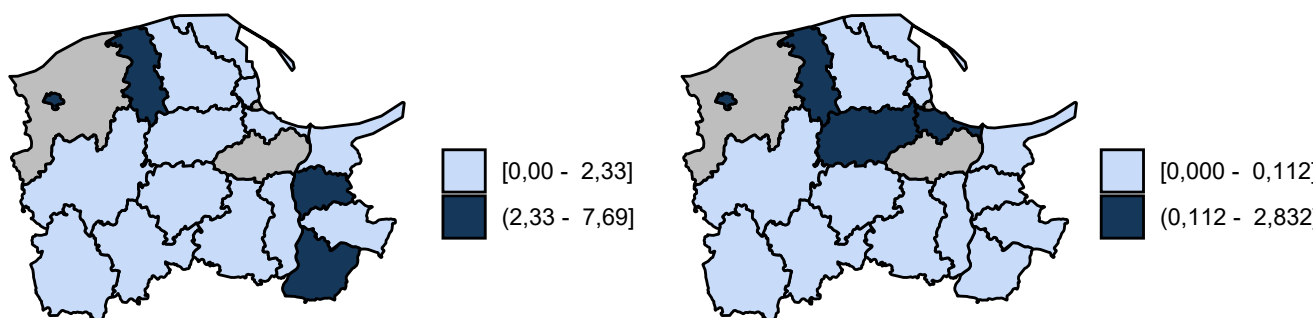 [0,00 - 2,33]
(2,33 - 7,69]
[0,000 - 0,112]
(0,112 - 2,832]